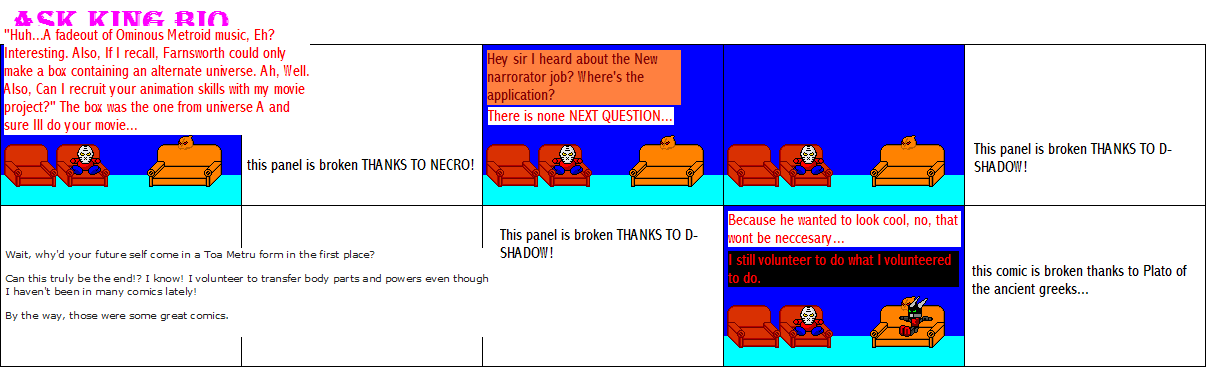 ASK KING BIO
"Huh...A fadeout of Ominous Metroid music, Eh?
Interesting. Also, If I recall, Farnsworth could only
make a box containing an alternate universe. Ah, Well.
Also, Can I recruit your animation skills with my movie
project?" The box was the one from universe A and
sure Ill do your movie...
this panel is broken THANKS TO NECRO!
Hey sir I heard about the New
narrorator job? Where's the
application?
There is none NEXT QUESTION...
This panel is broken THANKS TO D-
SHADOW!
Wait, why'd your future self come in a Toa Metru form in the first place?
Can this truly be the end!? I know! I volunteer to transfer body parts and powers even though
I haven't been in many comics lately!
By the way, those were some great comics.
This panel is broken THANKS TO D-
SHADOW!
Because he wanted to look cool, no, that
wont be neccesary...
I still volunteer to do what I volunteered
to do.
this comic is broken thanks to Plato of
the ancient greeks...